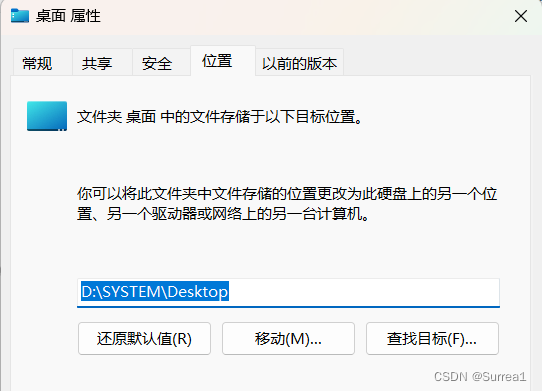 桌面 属性
常规 共享 安全 位置 以前的版本
文件夹 桌面 中的文件存储于以下目标位置。
你可以将此文件夹中文件存储的位置更改为此硬盘上的另一个位
置、另一个驱动器或网络上的另一台计算机。
D:\SYSTEM\Desktop
还原默认值(R) 移动(M)... 查找目标(F)...
CSDN @Surrea1